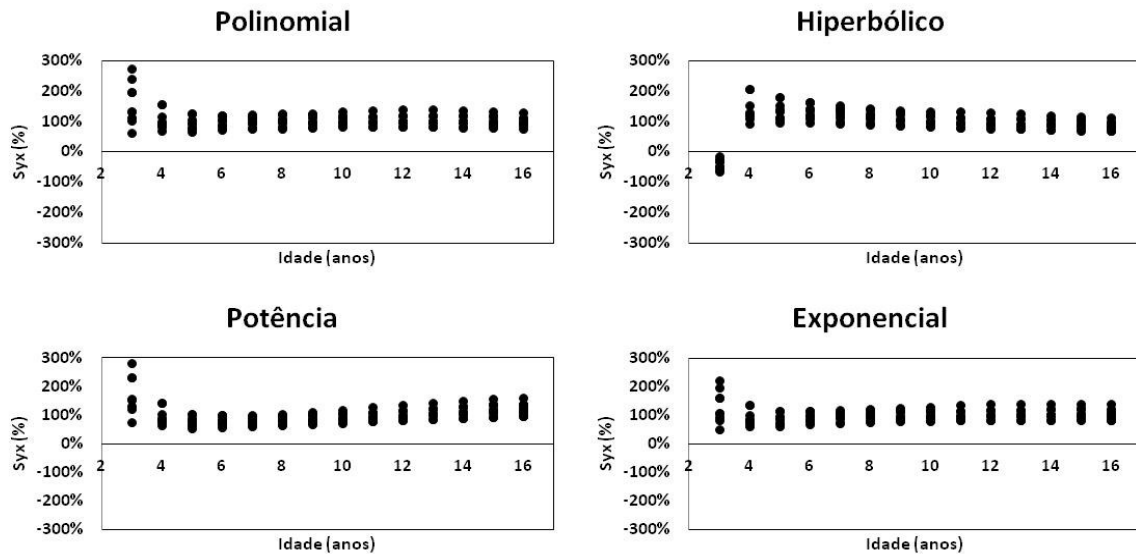 Polinomial
300%
200%
100%
0%
-100%
-200%
-300%
2 4 6 8 10 12 14 16
Syx (%)
Idade (anos)
Hiperbólico
300%
200%
100%
0%
-100%
-200%
-300%
2 4 6 8 10 12 14 16
Syx (%)
Idade (anos)
Potência
300%
200%
100%
0%
-100%
-200%
-300%
2 4 6 8 10 12 14 16
Syx (%)
Idade (anos)
Exponencial
300%
200%
100%
0%
-100%
-200%
-300%
2 4 6 8 10 12 14 16
Syx (%)
Idade (anos)